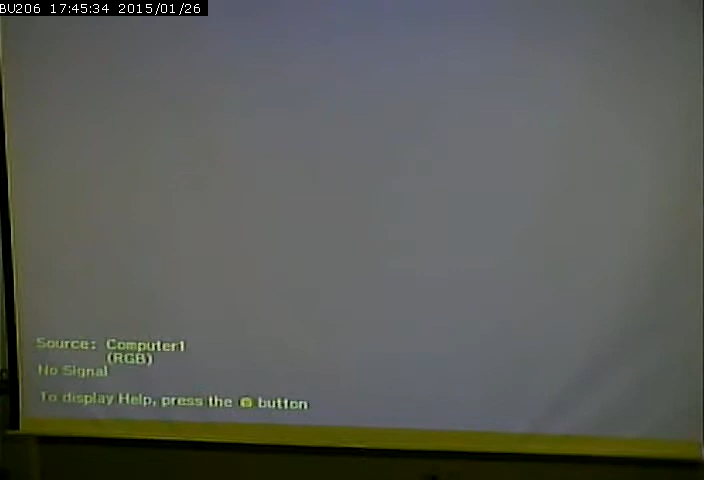 BU206 17:45:34 2015/01/26
Source: Computer1
(RGB)
No Signal
To display Help, press the button